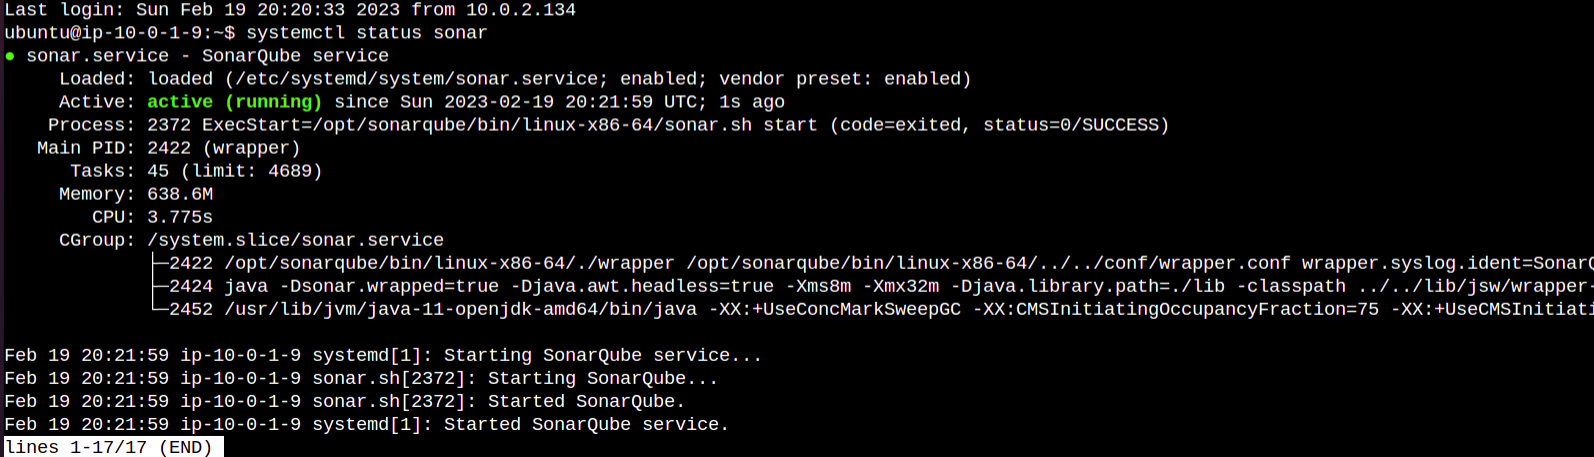 Last login: Sun Feb 19 20:20:33 2023 from 10.0.2.134
ubuntu@ip-10-0-1-9:~$ systemctl status sonar
● sonar.service - SonarQube service
     Loaded: loaded (/etc/systemd/system/sonar.service; enabled; vendor preset: enabled)
     Active: active (running) since Sun 2023-02-19 20:21:59 UTC; 1s ago
    Process: 2372 ExecStart=/opt/sonarqube/bin/linux-x86-64/sonar.sh start (code=exited, status=0/SUCCESS)
   Main PID: 2422 (wrapper)
      Tasks: 45 (limit: 4689)
     Memory: 638.6M
        CPU: 3.775s
     CGroup: /system.slice/sonar.service
             ├─2422 /opt/sonarqube/bin/linux-x86-64/./wrapper /opt/sonarqube/bin/linux-x86-64/../../conf/wrapper.conf wrapper.syslog.ident=SonarQ
             ├─2424 java -Dsonar.wrapped=true -Djava.awt.headless=true -Xms8m -Xmx32m -Djava.library.path=./lib -classpath ../../lib/jsw/wrapper-
             └─2452 /usr/lib/jvm/java-11-openjdk-amd64/bin/java -XX:+UseConcMarkSweepGC -XX:CMSInitiatingOccupancyFraction=75 -XX:+UseCMSInitiati

Feb 19 20:21:59 ip-10-0-1-9 systemd[1]: Starting SonarQube service...
Feb 19 20:21:59 ip-10-0-1-9 sonar.sh[2372]: Starting SonarQube...
Feb 19 20:21:59 ip-10-0-1-9 sonar.sh[2372]: Started SonarQube.
Feb 19 20:21:59 ip-10-0-1-9 systemd[1]: Started SonarQube service.
lines 1-17/17 (END)